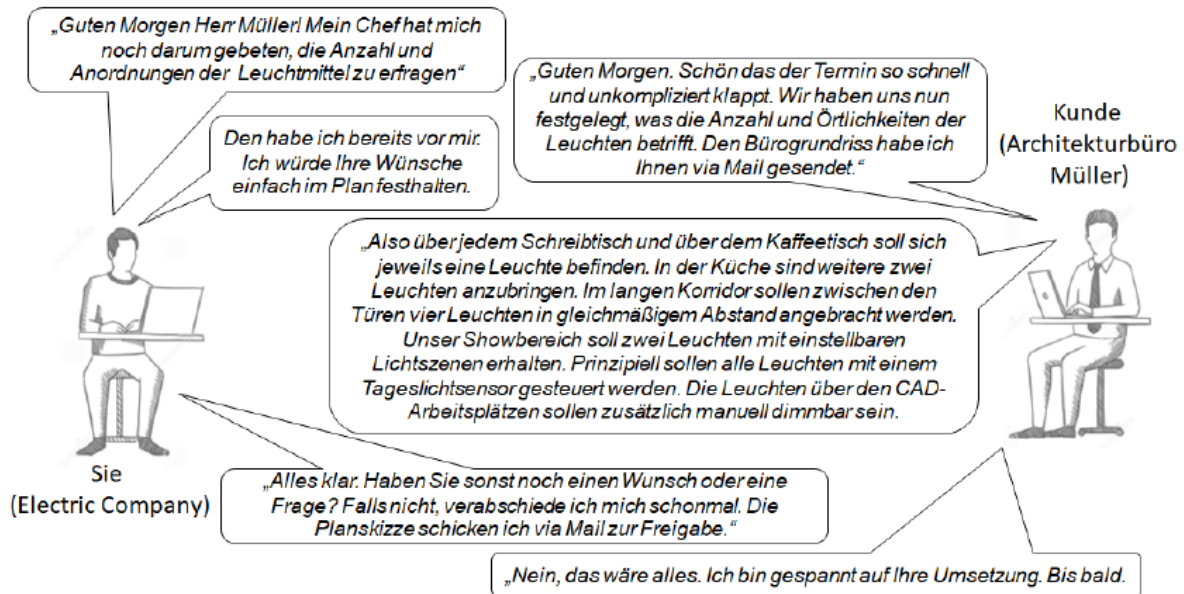 „Guten Morgen Herr Müller! Mein Chef hat mich
noch darum gebeten, die Anzahl und
Anordnungen der Leuchtmittel zu erfragen“
„Guten Morgen. Schön das der Termin so schnell
und unkompliziert klappt. Wir haben uns nun
festgelegt, was die Anzahl und Örtlichkeiten der
Leuchten betrifft. Den Bürogrundriss habe ich
Ihnen via Mail gesendet.“
Kunde
(Architekturbüro
Müller)
Den habe ich bereits vor mir.
Ich würde Ihre Wünsche
einfach im Plan festhalten.
„Also über jedem Schreibtisch und über dem Kaffeetisch soll sich
jeweils eine Leuchte befinden. In der Küche sind weitere zwei
Leuchten anzubringen. Im langen Korridor sollen zwischen den
Türen vier Leuchten in gleichmäßigem Abstand angebracht werden.
Unser Showbereich soll zwei Leuchten mit einstellbaren
Lichtszenen erhalten. Prinzipiell sollen alle Leuchten mit einem
Tageslichtsensor gesteuert werden. Die Leuchten über den CAD-
Arbeitsplätzen sollen zusätzlich manuell dimmbar sein.
Sie
(Electric Company)
„Alles klar. Haben Sie sonst noch einen Wunsch oder eine
Frage? Falls nicht, verabschiede ich mich schonmal. Die
Planskizze schicken ich via Mail zur Freigabe.“
„Nein, das wäre alles. Ich bin gespannt auf Ihre Umsetzung. Bis bald.